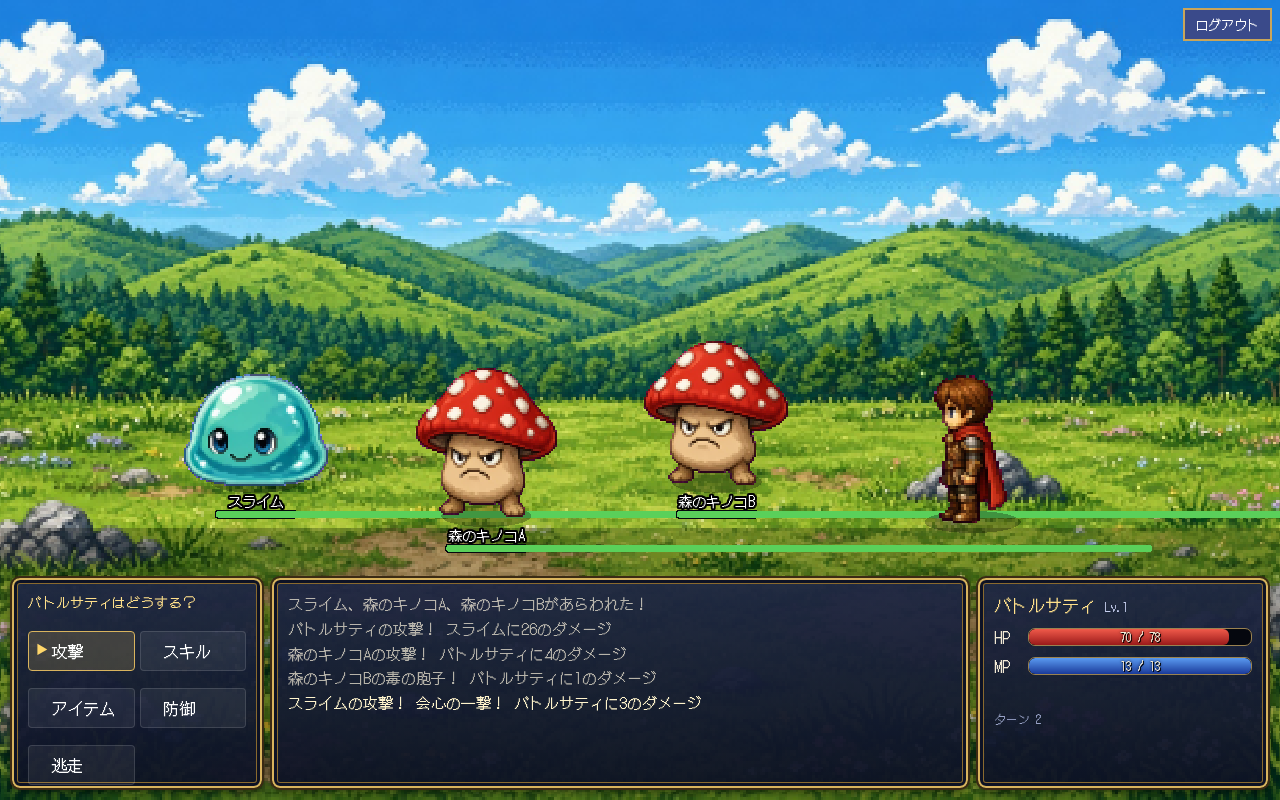 ログアウト
スライム
森のキノコB
森のキノコA
バトルサティはどうする?
▶攻撃
スキル
アイテム
防御
逃走
スライム、森のキノコA、森のキノコBがあらわれた!
バトルサティの攻撃! スライムに26のダメージ
森のキノコAの攻撃! バトルサティに4のダメージ
森のキノコBの毒の胞子! バトルサティに1のダメージ
スライムの攻撃! 会心の一撃! バトルサティに3のダメージ
バトルサティ Lv.1
HP 70 / 78
MP 13 / 13
ターン 2